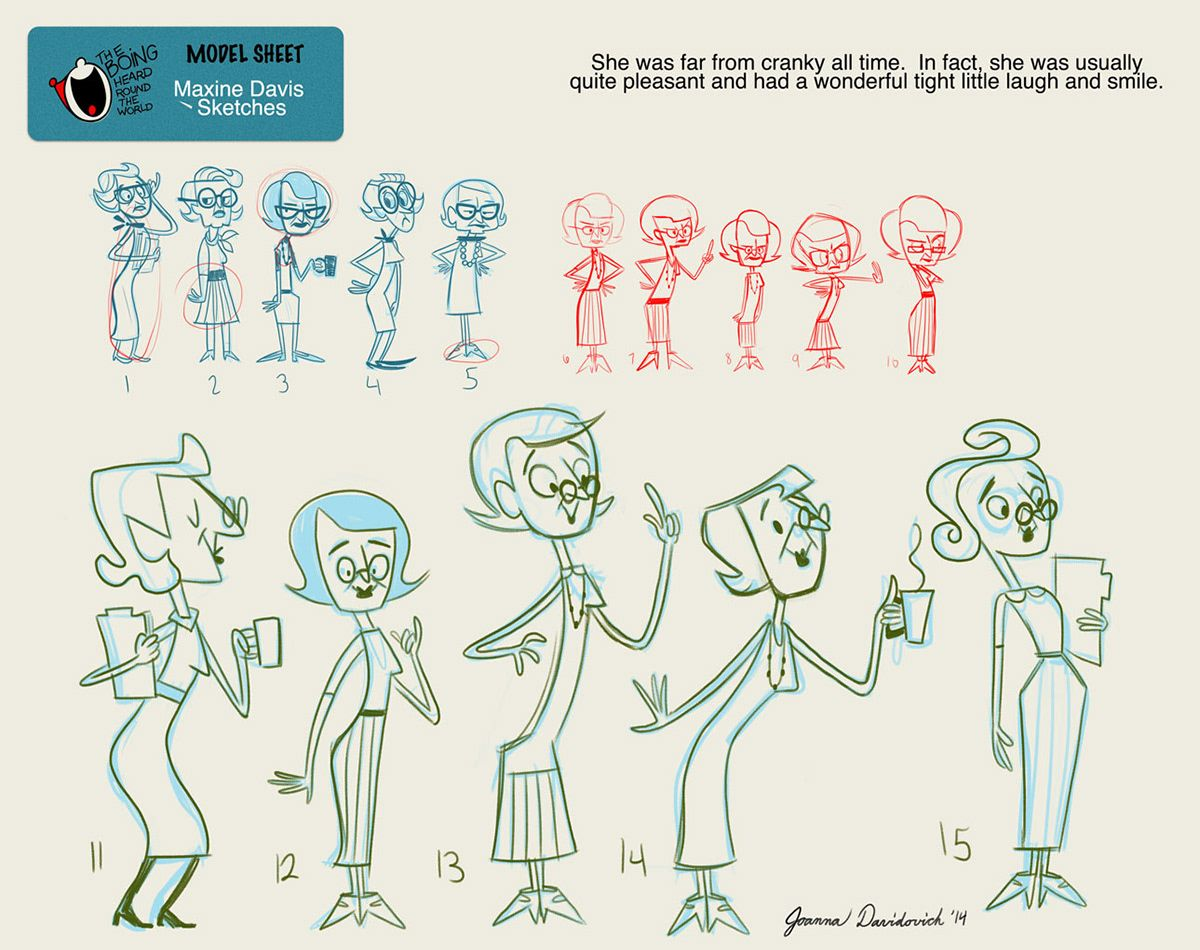 THE
BOING
HEARD
ROUND
THE
WORLD
MODEL SHEET
Maxine Davis
Sketches
She was far from cranky all time. In fact, she was usually
quite pleasant and had a wonderful tight little laugh and smile.
1
2
3
4
5
6
7
8
9
10
11
12
13
14
15
Joanna Davidovich '14